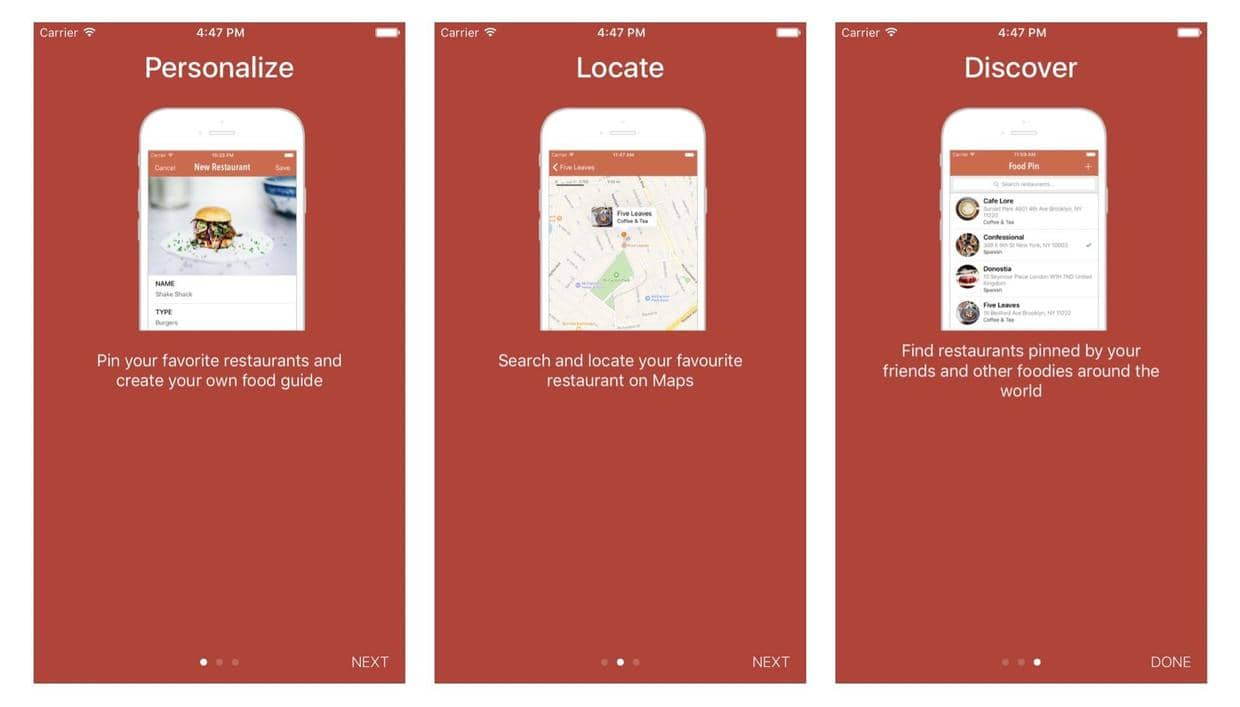 Carrier 4:47 PM
Personalize
Carrier 10:23 PM
Cancel New Restaurant Save
NAME
Shake Shack
TYPE
Burgers
Pin your favorite restaurants and
create your own food guide
NEXT
Carrier 4:47 PM
Locate
Carrier 11:47 AM
Five Leaves
Five Leaves
Coffee & Tea
Search and locate your favourite
restaurant on Maps
NEXT
Carrier 4:47 PM
Discover
Carrier 11:59 AM
Food Pin +
Search restaurants...
Cafe Lore
Sunset Park 4601 4th Ave Brooklyn, NY
11220
Coffee & Tea
Confessional
308 E 6th St New York, NY 10003
Spanish
Donostia
10 Seymour Place London W1H 7ND United
Kingdom
Spanish
Five Leaves
18 Bedford Ave Brooklyn, NY 11222
Coffee & Tea
Find restaurants pinned by your
friends and other foodies around the
world
DONE